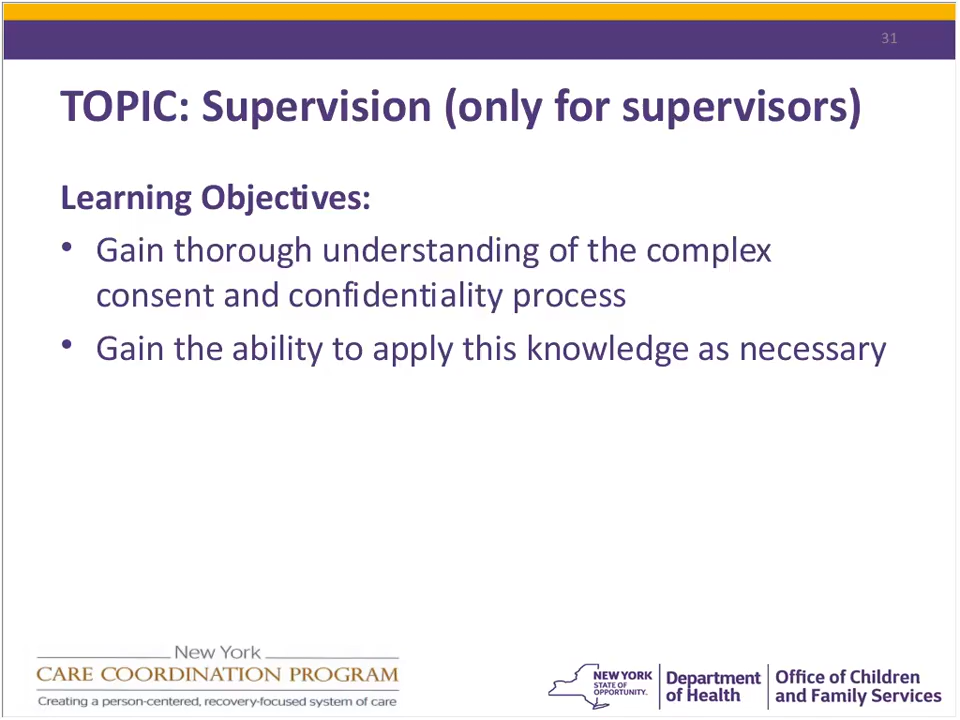 31
TOPIC: Supervision (only for supervisors)
Learning Objectives:
• Gain thorough understanding of the complex
consent and confidentiality process
• Gain the ability to apply this knowledge as necessary
New York
CARE COORDINATION PROGRAM
Creating a person-centered, recovery-focused system of care
NEW YORK
STATE OF
OPPORTUNITY.
Department
of Health
Office of Children
and Family Services